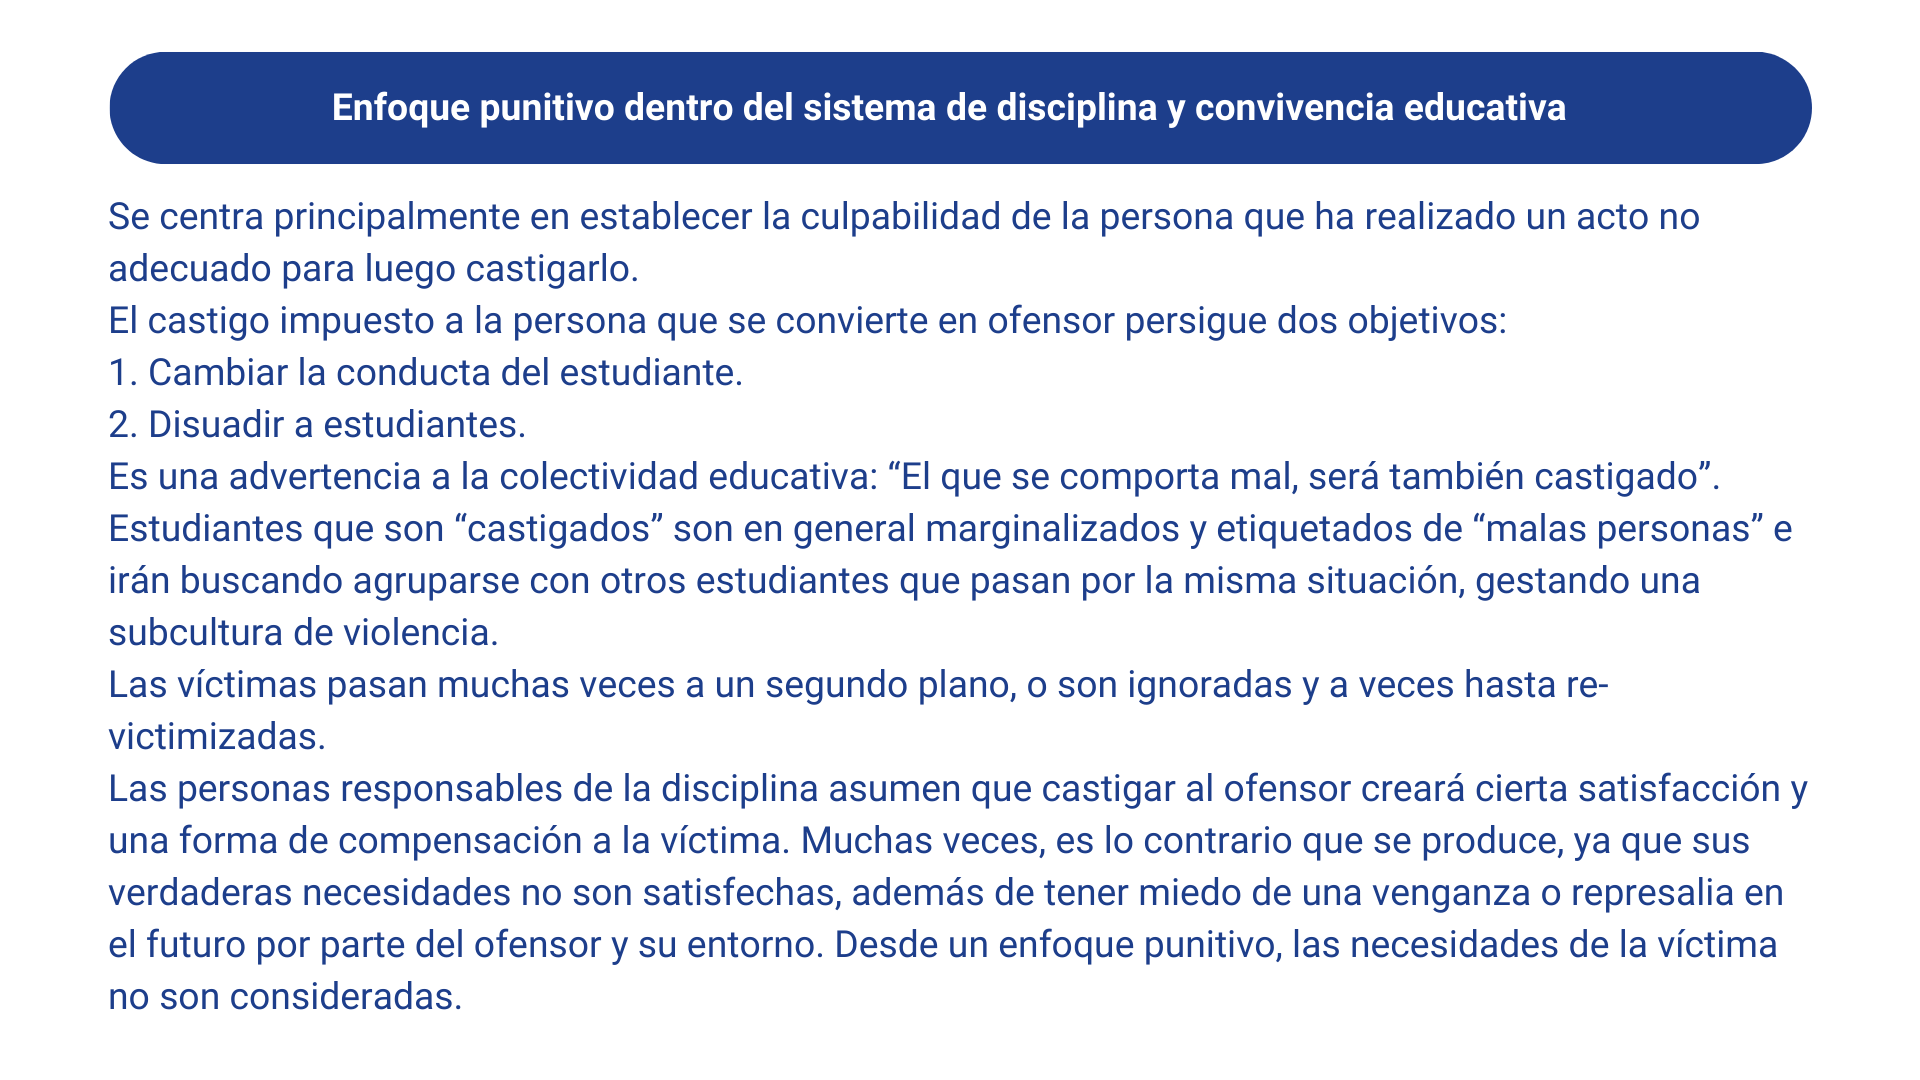 Enfoque punitivo dentro del sistema de disciplina y convivencia educativa
Se centra principalmente en establecer la culpabilidad de la persona que ha realizado un acto no
adecuado para luego castigarlo.
El castigo impuesto a la persona que se convierte en ofensor persigue dos objetivos:
1. Cambiar la conducta del estudiante.
2. Disuadir a estudiantes.
Es una advertencia a la colectividad educativa: “El que se comporta mal, será también castigado”.
Estudiantes que son “castigados” son en general marginalizados y etiquetados de “malas personas” e
irán buscando agruparse con otros estudiantes que pasan por la misma situación, gestando una
subcultura de violencia.
Las víctimas pasan muchas veces a un segundo plano, o son ignoradas y a veces hasta re-
victimizadas.
Las personas responsables de la disciplina asumen que castigar al ofensor creará cierta satisfacción y
una forma de compensación a la víctima. Muchas veces, es lo contrario que se produce, ya que sus
verdaderas necesidades no son satisfechas, además de tener miedo de una venganza o represalia en
el futuro por parte del ofensor y su entorno. Desde un enfoque punitivo, las necesidades de la víctima
no son consideradas.